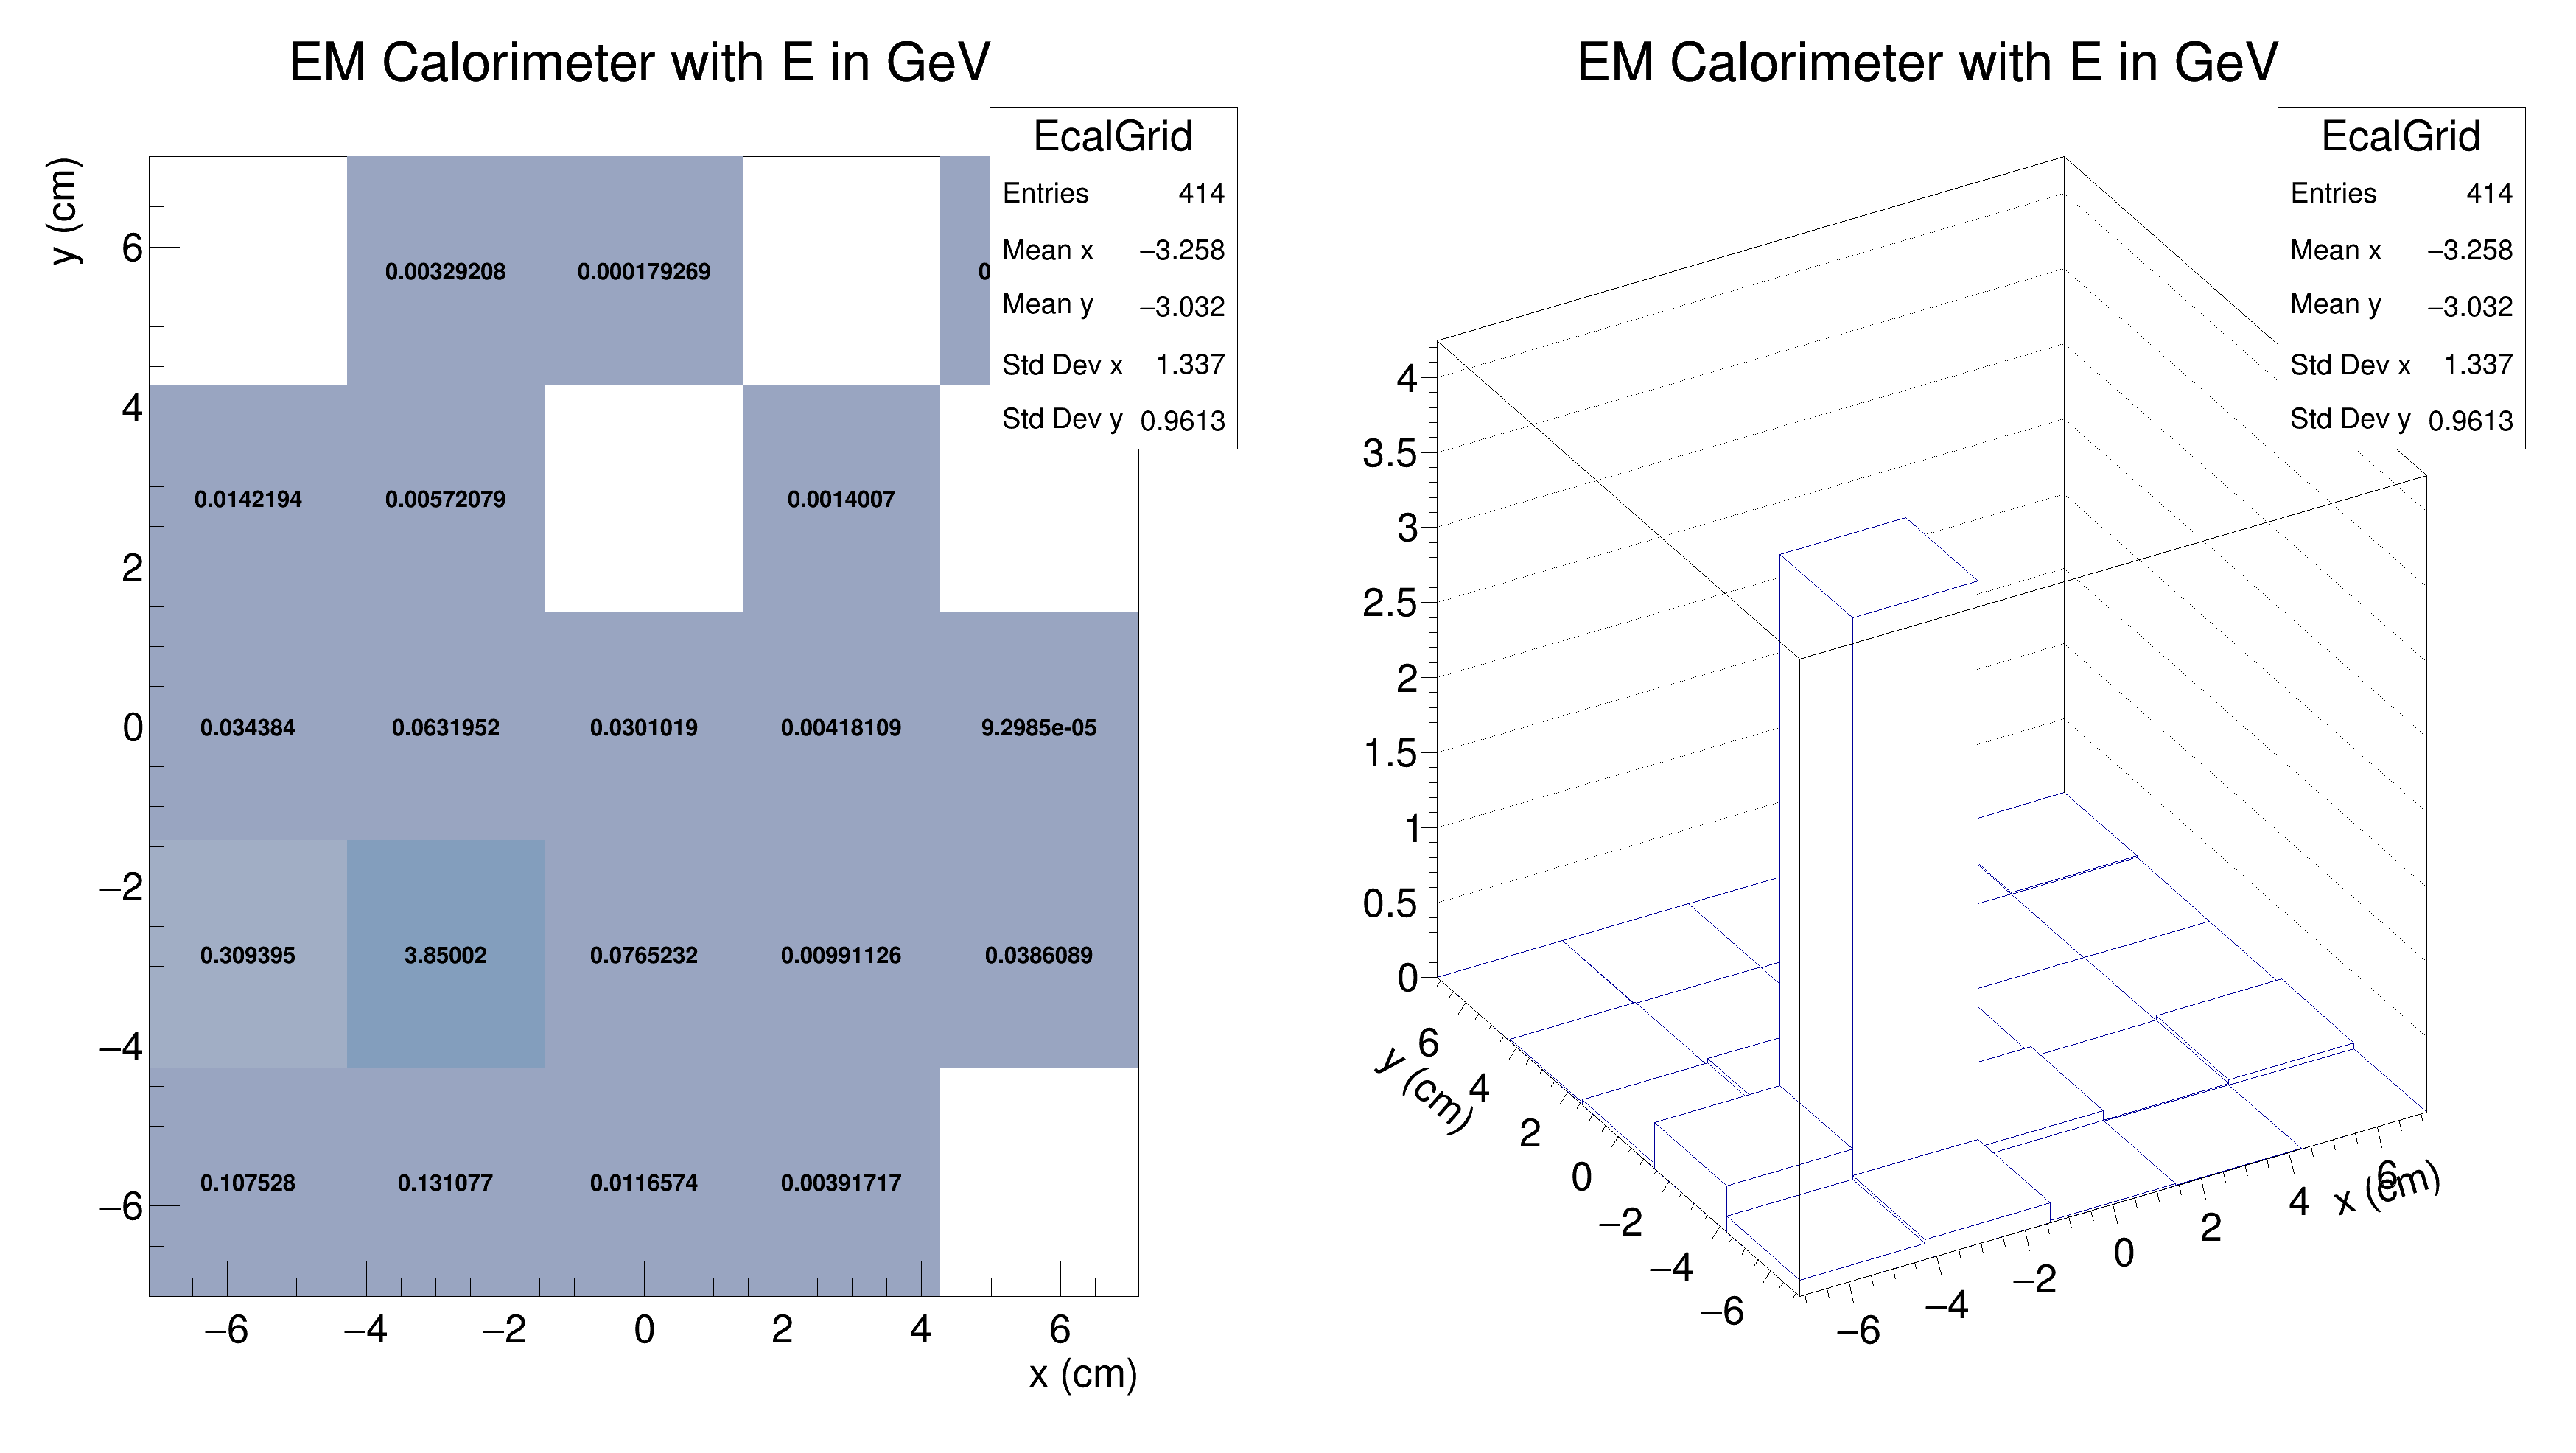 EM Calorimeter with E in GeV
EcalGrid
Entries 414
Mean x −3.258
Mean y −3.032
Std Dev x 1.337
Std Dev y 0.9613
y (cm)
6
4
2
0
−2
−4
−6
0.00329208 0.000179269
0.0142194 0.00572079 0.0014007
0.034384 0.0631952 0.0301019 0.00418109 9.2985e-05
0.309395 3.85002 0.0765232 0.00991126 0.0386089
0.107528 0.131077 0.0116574 0.00391717
−6 −4 −2 0 2 4 6
x (cm)
EM Calorimeter with E in GeV
EcalGrid
Entries 414
Mean x −3.258
Mean y −3.032
Std Dev x 1.337
Std Dev y 0.9613
4
3.5
3
2.5
2
1.5
1
0.5
0
y (cm)
6
4
2
0
−2
−4
−6
−6
−4
−2
0
2
4
6
x (cm)